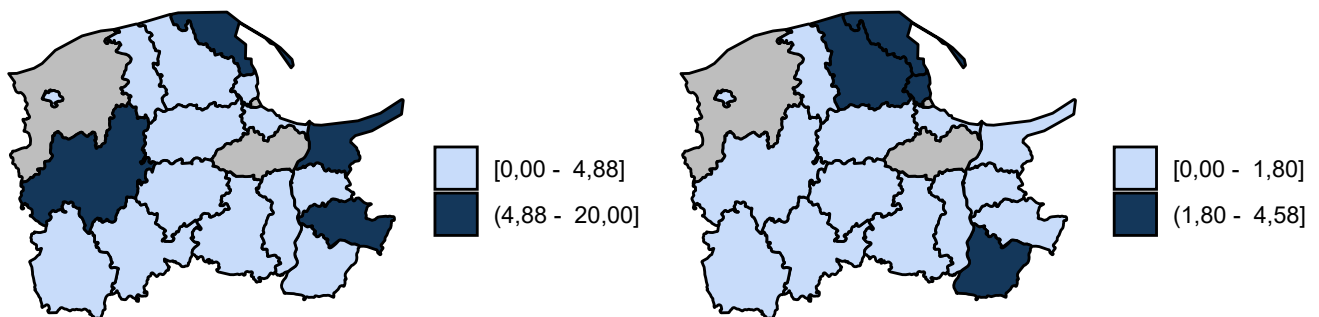 [0,00 - 4,88]
(4,88 - 20,00]
[0,00 - 1,80]
(1,80 - 4,58]